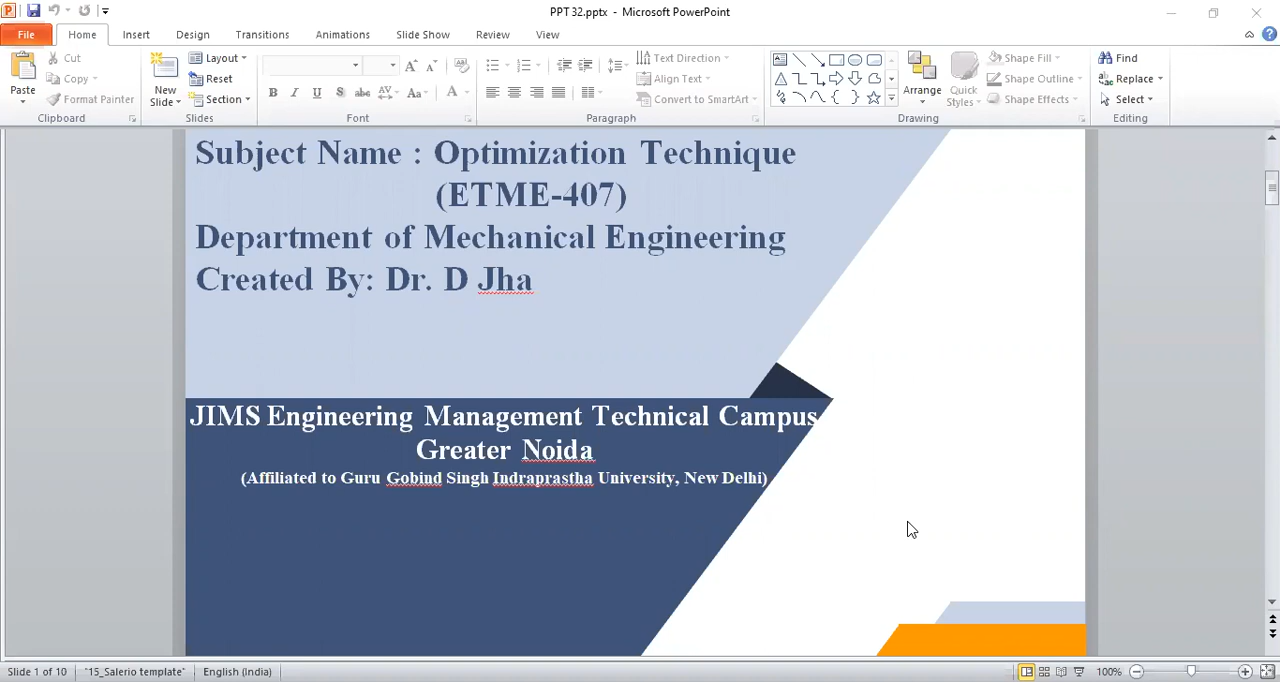 PPT 32.pptx - Microsoft PowerPoint
File Home Insert Design Transitions Animations Slide Show Review View
Paste
Cut
Copy
Format Painter
Clipboard
New Slide
Layout
Reset
Section
Slides
B I U S abc AV Aa A
Font
Text Direction
Align Text
Convert to SmartArt
Paragraph
Arrange
Quick Styles
Shape Fill
Shape Outline
Shape Effects
Drawing
Find
Replace
Select
Editing
Subject Name : Optimization Technique
(ETME-407)
Department of Mechanical Engineering
Created By: Dr. D Jha
JIMS Engineering Management Technical Campus
Greater Noida
(Affiliated to Guru Gobind Singh Indraprastha University, New Delhi)
Slide 1 of 10 "15_Salerio template" English (India) 100%